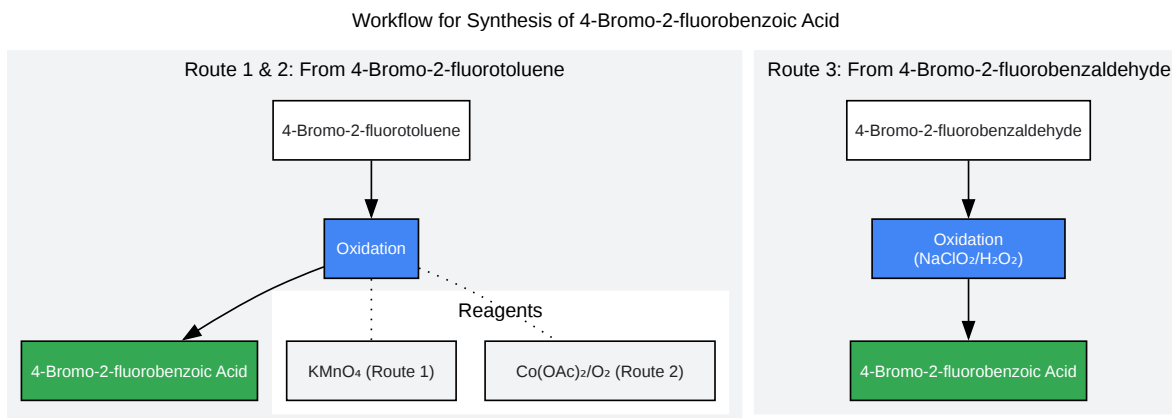 Workflow for Synthesis of 4-Bromo-2-fluorobenzoic Acid
Route 1 & 2: From 4-Bromo-2-fluorotoluene
4-Bromo-2-fluorotoluene
Oxidation
Reagents
4-Bromo-2-fluorobenzoic Acid
KMnO₄ (Route 1)
Co(OAc)₂/O₂ (Route 2)
Route 3: From 4-Bromo-2-fluorobenzaldehyde
4-Bromo-2-fluorobenzaldehyde
Oxidation
(NaClO₂/H₂O₂)
4-Bromo-2-fluorobenzoic Acid